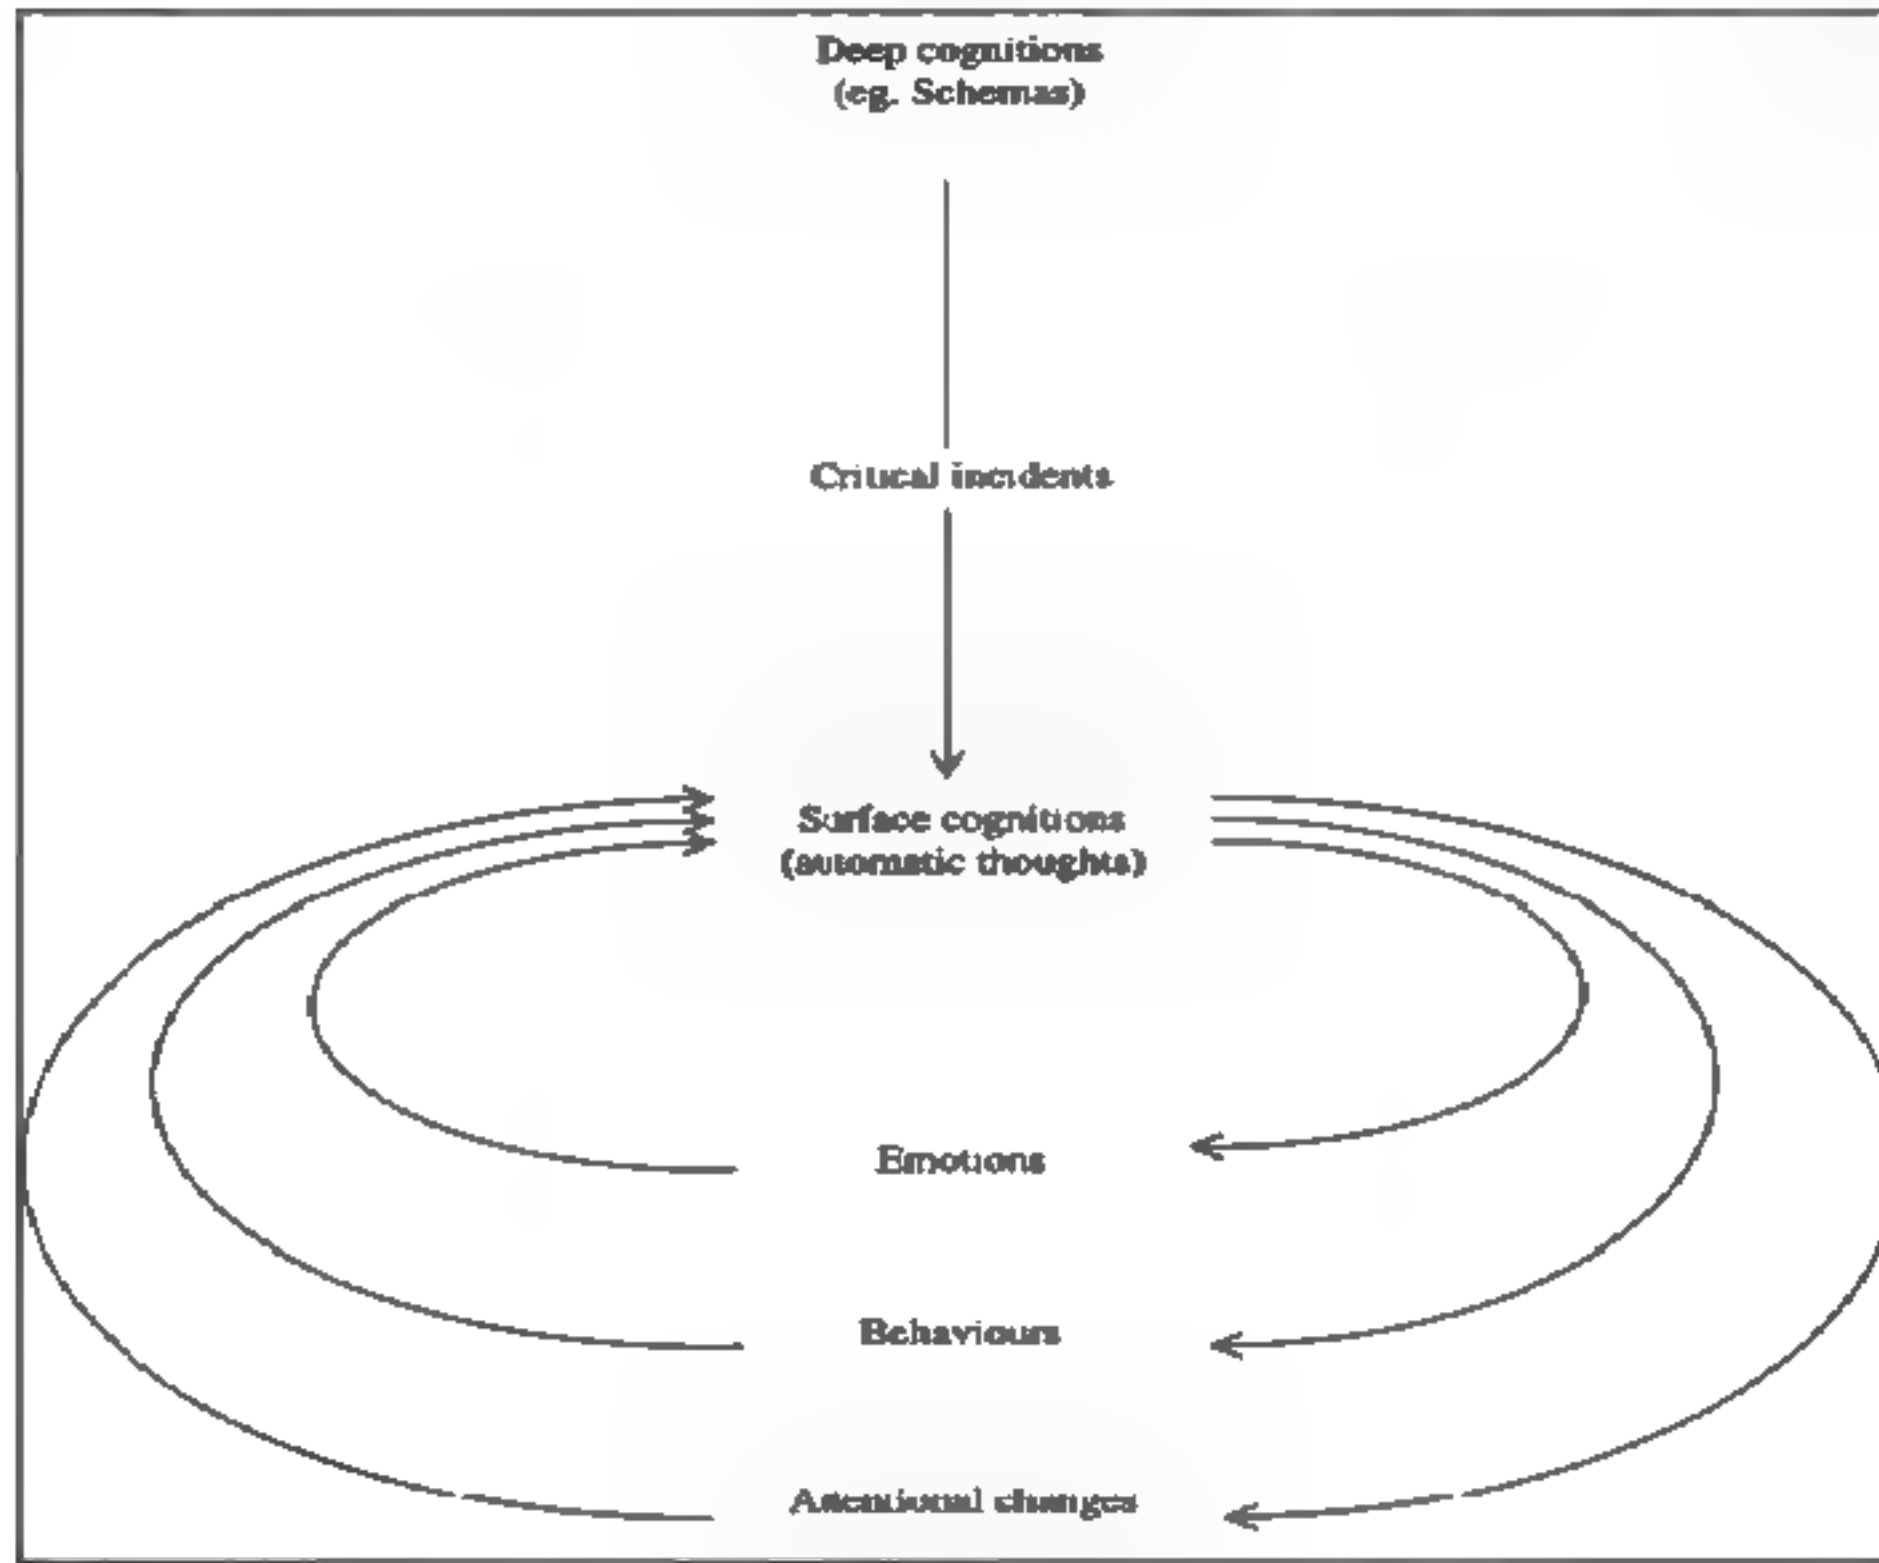 Deep cognitions
(eg. Schemas)
Critical incidents
Surface cognitions
(automatic thoughts)
Emotions
Behaviours
Attentional changes